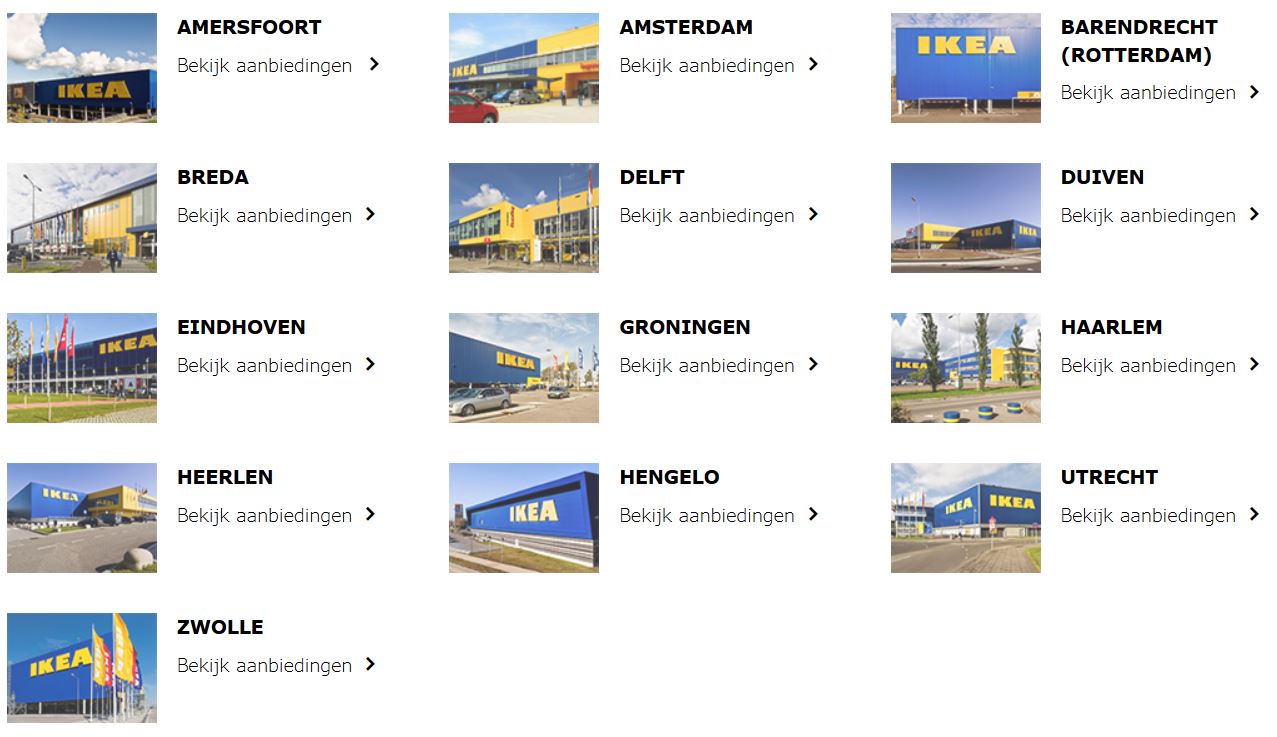 AMERSFOORT
Bekijk aanbiedingen
IKEA
AMSTERDAM
Bekijk aanbiedingen
IKEA
BARENDRECHT
(ROTTERDAM)
Bekijk aanbiedingen
IKEA
BREDA
Bekijk aanbiedingen
DELFT
Bekijk aanbiedingen
DUIVEN
Bekijk aanbiedingen
IKEA
IKEA
EINDHOVEN
Bekijk aanbiedingen
IKEA
GRONINGEN
Bekijk aanbiedingen
IKEA
HAARLEM
Bekijk aanbiedingen
IKEA
HEERLEN
Bekijk aanbiedingen
IKEA
HENGELO
Bekijk aanbiedingen
IKEA
UTRECHT
Bekijk aanbiedingen
IKEA
IKEA
ZWOLLE
Bekijk aanbiedingen
IKEA